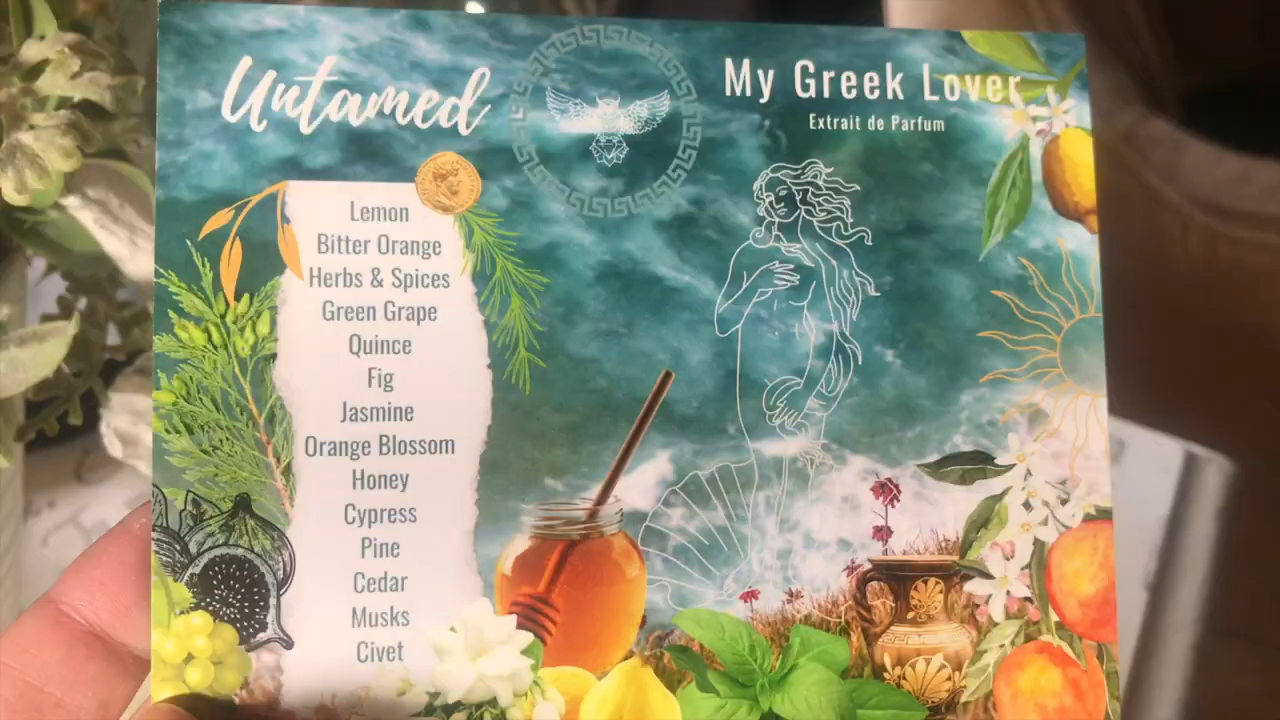 Untamed
My Greek Lover
Extrait de Parfum
Lemon
Bitter Orange
Herbs & Spices
Green Grape
Quince
Fig
Jasmine
Orange Blossom
Honey
Cypress
Pine
Cedar
Musks
Civet